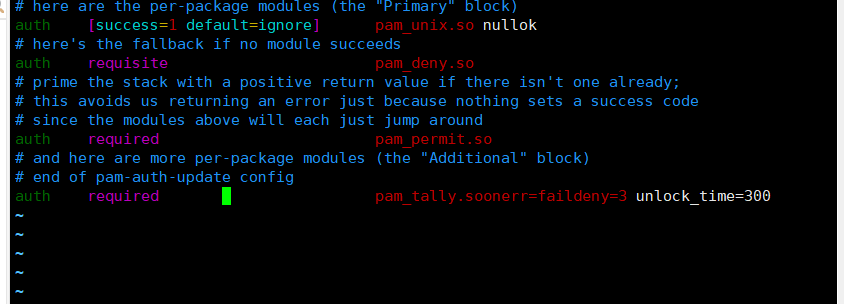 # here are the per-package modules (the "Primary" block)
auth    [success=1 default=ignore]      pam_unix.so nullok
# here's the fallback if no module succeeds
auth    requisite                       pam_deny.so
# prime the stack with a positive return value if there isn't one already;
# this avoids us returning an error just because nothing sets a success code
# since the modules above will each just jump around
auth    required                        pam_permit.so
# and here are more per-package modules (the "Additional" block)
# end of pam-auth-update config
auth    required                        pam_tally.soonerr=faildeny=3 unlock_time=300
~
~
~
~
~